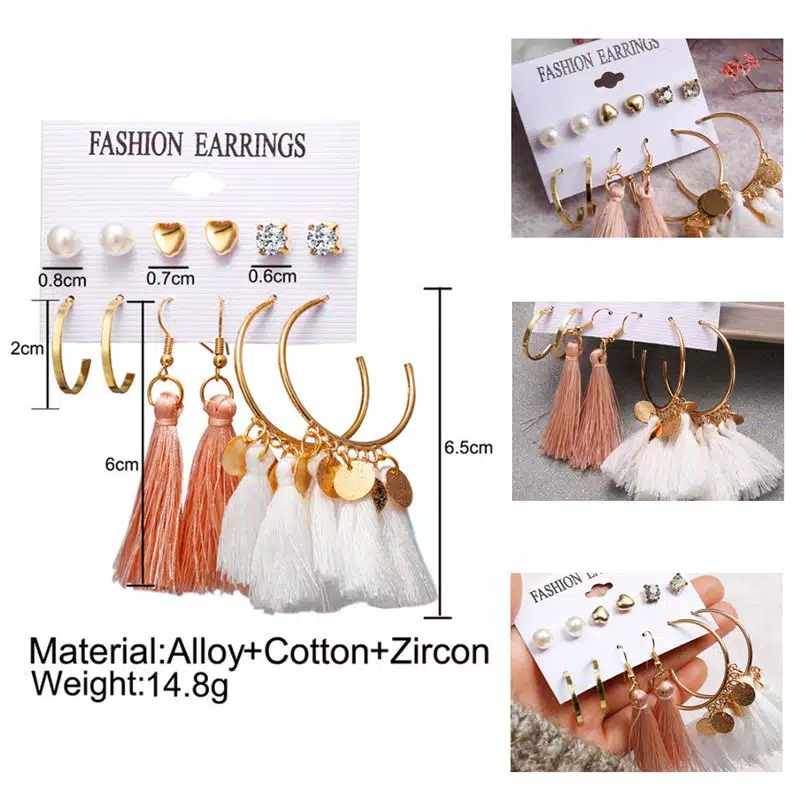 FASHION EARRINGS
0.8cm
0.7cm
0.6cm
2cm
6cm
6.5cm
Material:Alloy+Cotton+Zircon
Weight:14.8g
FASHION EARRINGS
FASHION EARRINGS